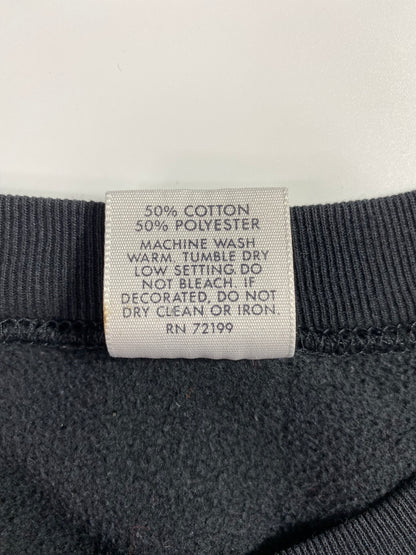 50% COTTON
50% POLYESTER
MACHINE WASH
WARM, TUMBLE DRY
LOW SETTING. DO
NOT BLEACH. IF
DECORATED, DO NOT
DRY CLEAN OR IRON.
RN 72199